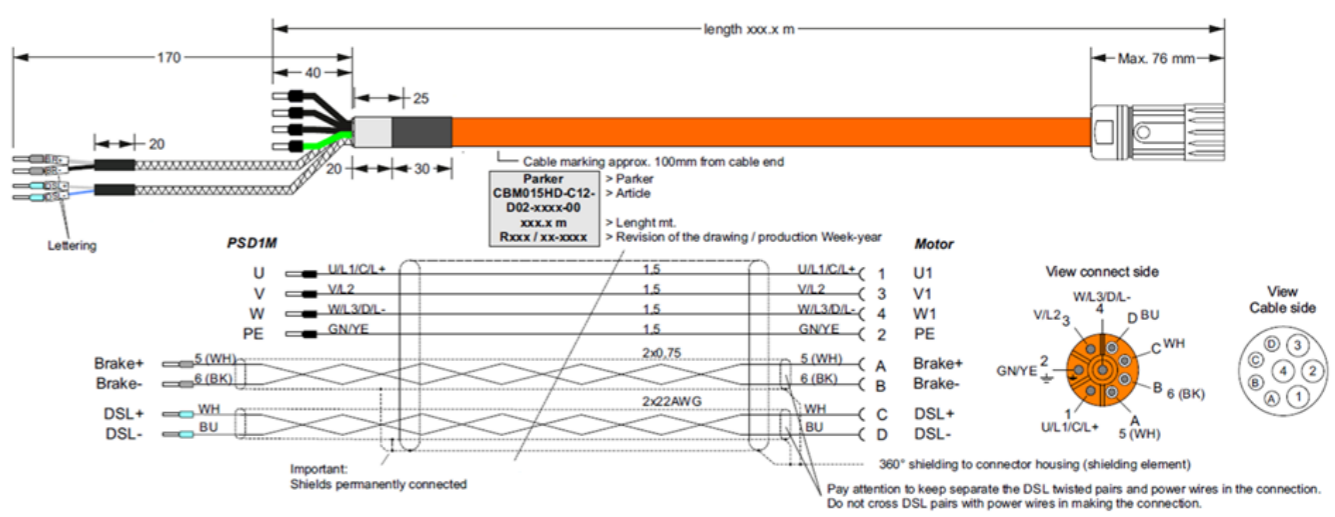 length xxx.x m
170
Max. 76 mm
40
25
20
20
30
Cable marking approx. 100mm from cable end
Parker > Parker
CBM015HD-C12- > Article
D02-xxxx-00
xxx.x m > Lenght mt.
Rxxx / xx-xxxx > Revision of the drawing / production Week-year
Lettering
PSD1M
Motor
U U/L1/C/L+ 1,5 U/L1/C/L+ 1 U1
V V/L2 1,5 V/L2 3 V1
W W/L3/D/L- 1,5 W/L3/D/L- 4 W1
PE GN/YE 1,5 GN/YE 2 PE
Brake+ 5 (WH) 2x0,75 5 (WH) A Brake+
Brake- 6 (BK) 6 (BK) B Brake-
DSL+ WH 2x22AWG WH C DSL+
DSL- BU BU D DSL-
View connect side
W/L3/D/L-
4
V/L2 3
D BU
C WH
GN/YE 2
B 6 (BK)
1
U/L1/C/L+
A
5 (WH)
View
Cable side
D 3
C
4 2
B
A 1
Important:
Shields permanently connected
360° shielding to connector housing (shielding element)
Pay attention to keep separate the DSL twisted pairs and power wires in the connection.
Do not cross DSL pairs with power wires in making the connection.